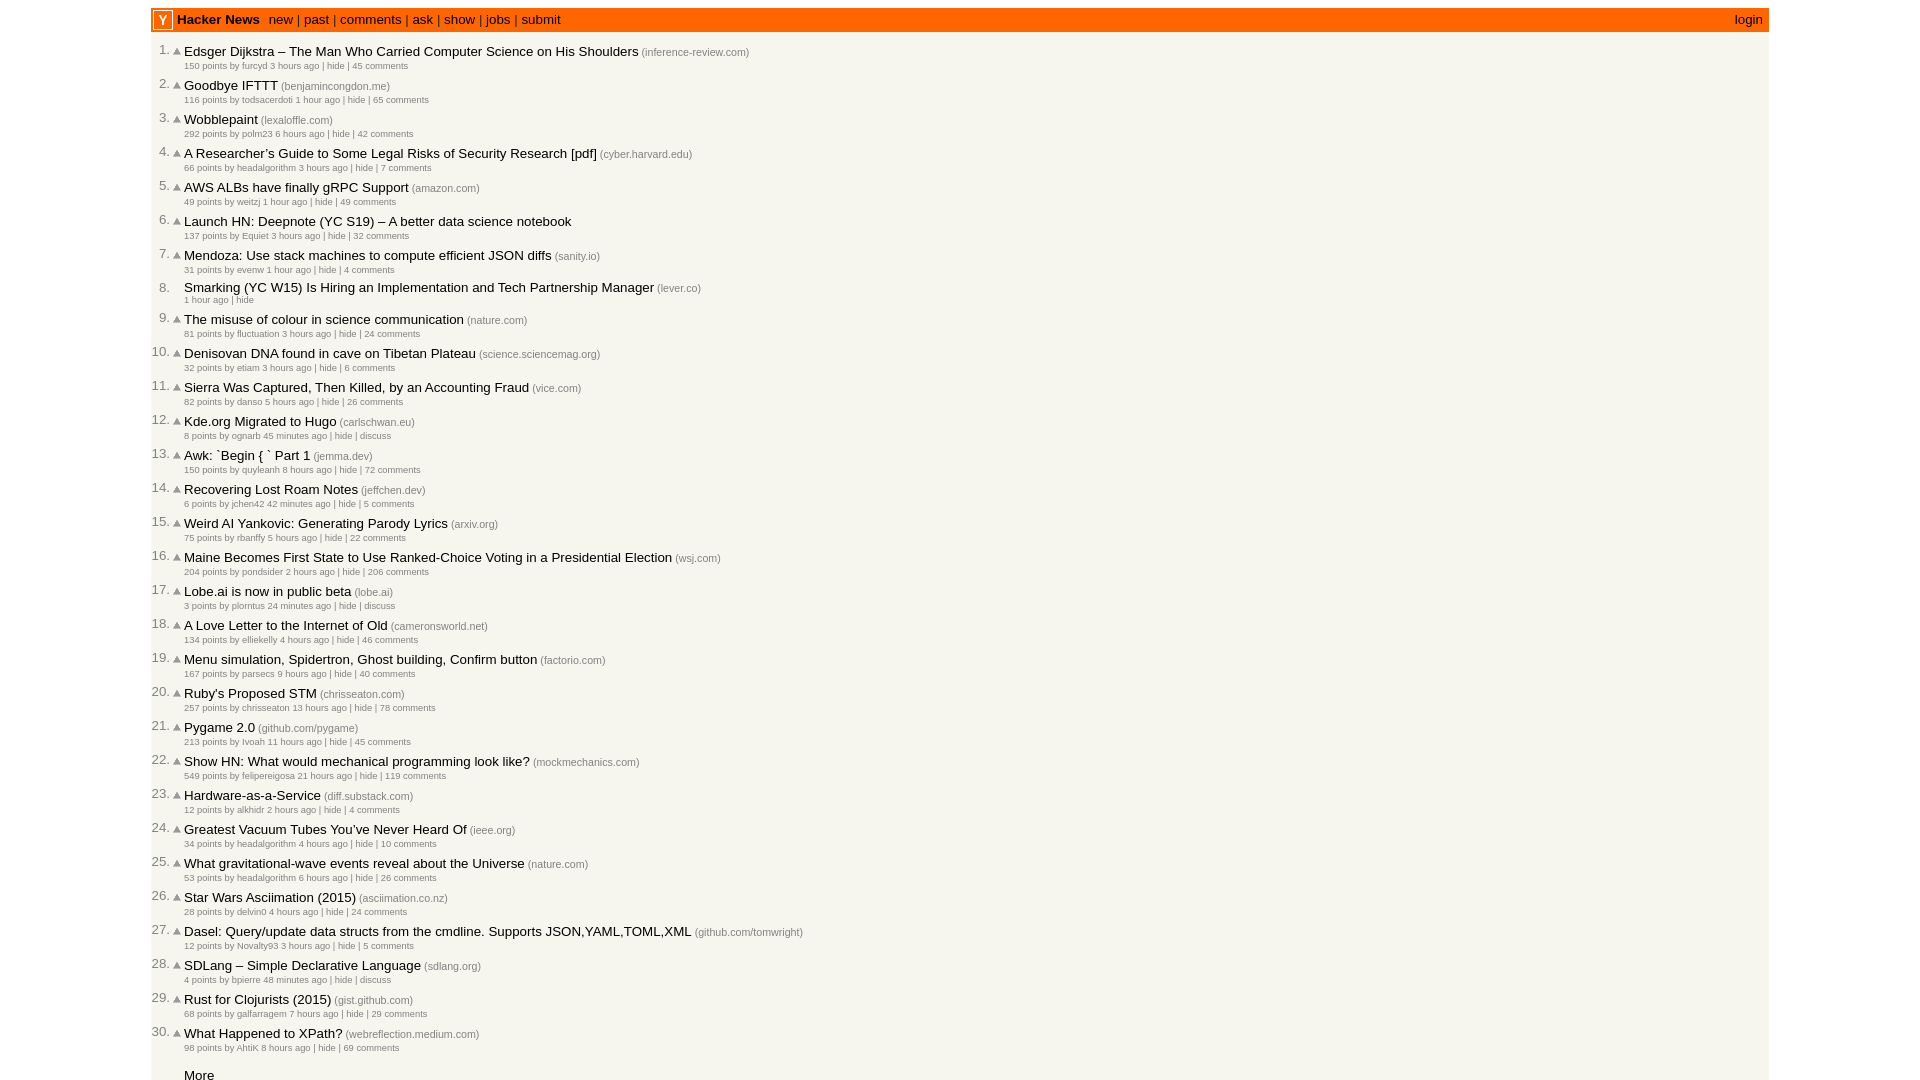 Y Hacker News new | past | comments | ask | show | jobs | submit login
1. Edsger Dijkstra – The Man Who Carried Computer Science on His Shoulders (inference-review.com)
150 points by furcyd 3 hours ago | hide | 45 comments
2. Goodbye IFTTT (benjamincongdon.me)
116 points by todsacerdoti 1 hour ago | hide | 65 comments
3. Wobblepaint (lexaloffle.com)
292 points by polm23 6 hours ago | hide | 42 comments
4. A Researcher’s Guide to Some Legal Risks of Security Research [pdf] (cyber.harvard.edu)
66 points by headalgorithm 3 hours ago | hide | 7 comments
5. AWS ALBs have finally gRPC Support (amazon.com)
49 points by weitzj 1 hour ago | hide | 49 comments
6. Launch HN: Deepnote (YC S19) – A better data science notebook
137 points by Equiet 3 hours ago | hide | 32 comments
7. Mendoza: Use stack machines to compute efficient JSON diffs (sanity.io)
31 points by evenw 1 hour ago | hide | 4 comments
8. Smarking (YC W15) Is Hiring an Implementation and Tech Partnership Manager (lever.co)
1 hour ago | hide
9. The misuse of colour in science communication (nature.com)
81 points by fluctuation 3 hours ago | hide | 24 comments
10. Denisovan DNA found in cave on Tibetan Plateau (science.sciencemag.org)
32 points by etiam 3 hours ago | hide | 6 comments
11. Sierra Was Captured, Then Killed, by an Accounting Fraud (vice.com)
82 points by danso 5 hours ago | hide | 26 comments
12. Kde.org Migrated to Hugo (carlschwan.eu)
8 points by ognarb 45 minutes ago | hide | discuss
13. Awk: `Begin { ` Part 1 (jemma.dev)
150 points by quyleanh 8 hours ago | hide | 72 comments
14. Recovering Lost Roam Notes (jeffchen.dev)
6 points by jchen42 42 minutes ago | hide | 5 comments
15. Weird AI Yankovic: Generating Parody Lyrics (arxiv.org)
75 points by rbanffy 5 hours ago | hide | 22 comments
16. Maine Becomes First State to Use Ranked-Choice Voting in a Presidential Election (wsj.com)
204 points by pondsider 2 hours ago | hide | 206 comments
17. Lobe.ai is now in public beta (lobe.ai)
3 points by plorntus 24 minutes ago | hide | discuss
18. A Love Letter to the Internet of Old (cameronsworld.net)
134 points by elliekelly 4 hours ago | hide | 46 comments
19. Menu simulation, Spidertron, Ghost building, Confirm button (factorio.com)
167 points by parsecs 9 hours ago | hide | 40 comments
20. Ruby's Proposed STM (chrisseaton.com)
257 points by chrisseaton 13 hours ago | hide | 78 comments
21. Pygame 2.0 (github.com/pygame)
213 points by Ivoah 11 hours ago | hide | 45 comments
22. Show HN: What would mechanical programming look like? (mockmechanics.com)
549 points by felipereigosa 21 hours ago | hide | 119 comments
23. Hardware-as-a-Service (diff.substack.com)
12 points by alkhidr 2 hours ago | hide | 4 comments
24. Greatest Vacuum Tubes You’ve Never Heard Of (ieee.org)
34 points by headalgorithm 4 hours ago | hide | 10 comments
25. What gravitational-wave events reveal about the Universe (nature.com)
53 points by headalgorithm 6 hours ago | hide | 26 comments
26. Star Wars Asciimation (2015) (asciimation.co.nz)
28 points by delvin0 4 hours ago | hide | 24 comments
27. Dasel: Query/update data structs from the cmdline. Supports JSON,YAML,TOML,XML (github.com/tomwright)
12 points by Novalty93 3 hours ago | hide | 5 comments
28. SDLang – Simple Declarative Language (sdlang.org)
4 points by bpierre 48 minutes ago | hide | discuss
29. Rust for Clojurists (2015) (gist.github.com)
68 points by galfarragem 7 hours ago | hide | 29 comments
30. What Happened to XPath? (webreflection.medium.com)
98 points by AhtiK 8 hours ago | hide | 69 comments
More